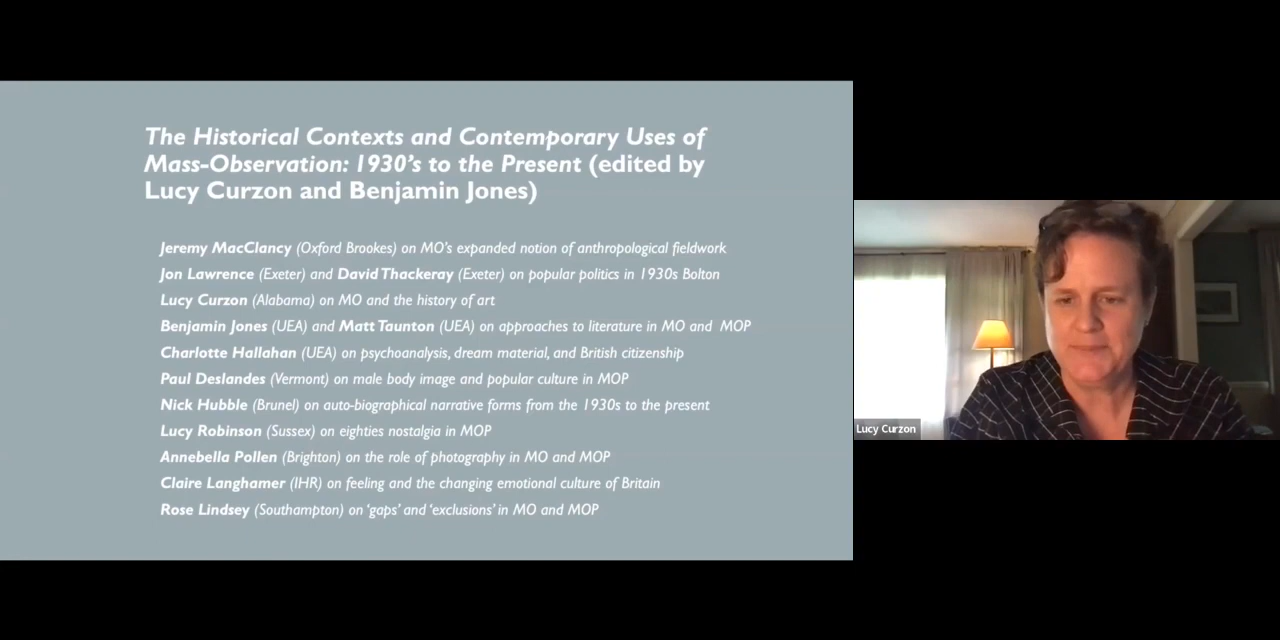 The Historical Contexts and Contemporary Uses of
Mass-Observation: 1930's to the Present (edited by
Lucy Curzon and Benjamin Jones)
Jeremy MacClancy (Oxford Brookes) on MO's expanded notion of anthropological fieldwork
Jon Lawrence (Exeter) and David Thackeray (Exeter) on popular politics in 1930s Bolton
Lucy Curzon (Alabama) on MO and the history of art
Benjamin Jones (UEA) and Matt Taunton (UEA) on approaches to literature in MO and MOP
Charlotte Hallahan (UEA) on psychoanalysis, dream material, and British citizenship
Paul Deslandes (Vermont) on male body image and popular culture in MOP
Nick Hubble (Brunel) on auto-biographical narrative forms from the 1930s to the present
Lucy Robinson (Sussex) on eighties nostalgia in MOP
Annebella Pollen (Brighton) on the role of photography in MO and MOP
Claire Langhamer (IHR) on feeling and the changing emotional culture of Britain
Rose Lindsey (Southampton) on 'gaps' and 'exclusions' in MO and MOP
Lucy Curzon